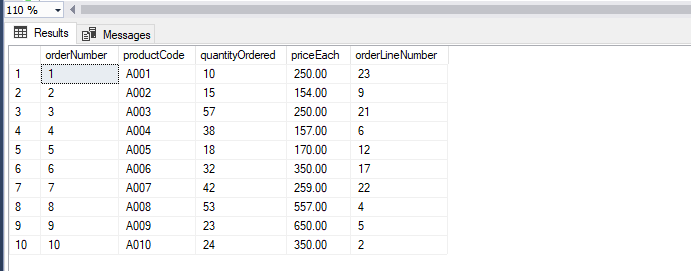 110 %
Results Messages
orderNumber productCode quantityOrdered priceEach orderLineNumber
1 1 A001 10 250.00 23
2 2 A002 15 154.00 9
3 3 A003 57 250.00 21
4 4 A004 38 157.00 6
5 5 A005 18 170.00 12
6 6 A006 32 350.00 17
7 7 A007 42 259.00 22
8 8 A008 53 557.00 4
9 9 A009 23 650.00 5
10 10 A010 24 350.00 2